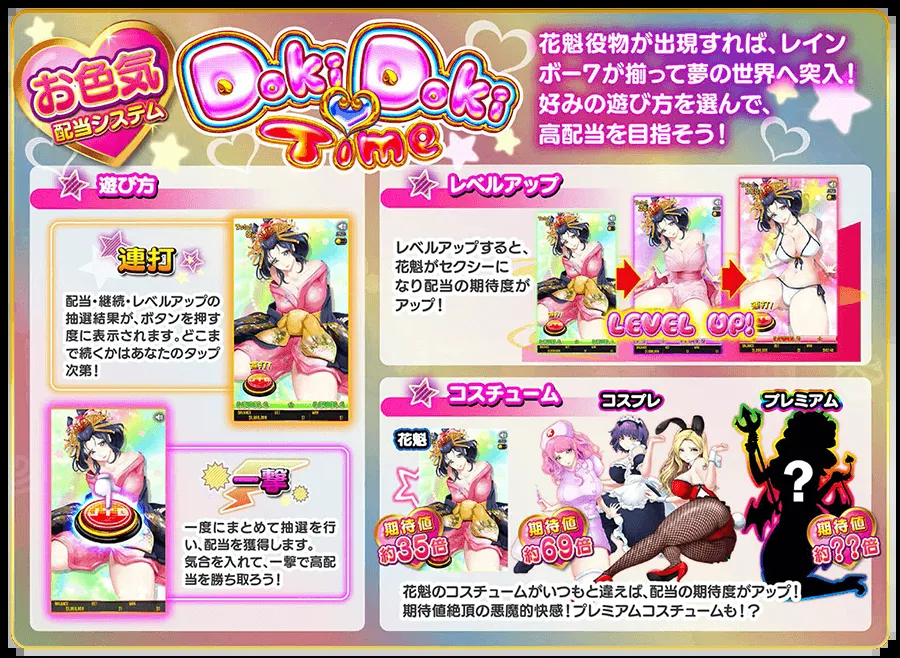 お色気
配当システム
Doki Doki
Time
花魁役物が出現すれば、レイン
ボー7が揃って夢の世界へ突入！
好みの遊び方を選んで、
高配当を目指そう！
遊び方
連打
配当・継続・レベルアップの
抽選結果が、ボタンを押す
度に表示されます。どこま
で続くかはあなたのタップ
次第！
一撃
一度にまとめて抽選を行
い、配当を獲得します。
気合を入れて、一撃で高配
当を勝ち取ろう！
レベルアップ
レベルアップすると、
花魁がセクシーに
なり配当の期待度が
アップ！
LEVEL UP!
コスチューム
花魁
期待値
約35倍
コスプレ
期待値
約69倍
プレミアム
?
期待値
約??倍
花魁のコスチュームがいつもと違えば、配当の期待度がアップ！
期待値絶頂の悪魔的快感！プレミアムコスチュームも！？